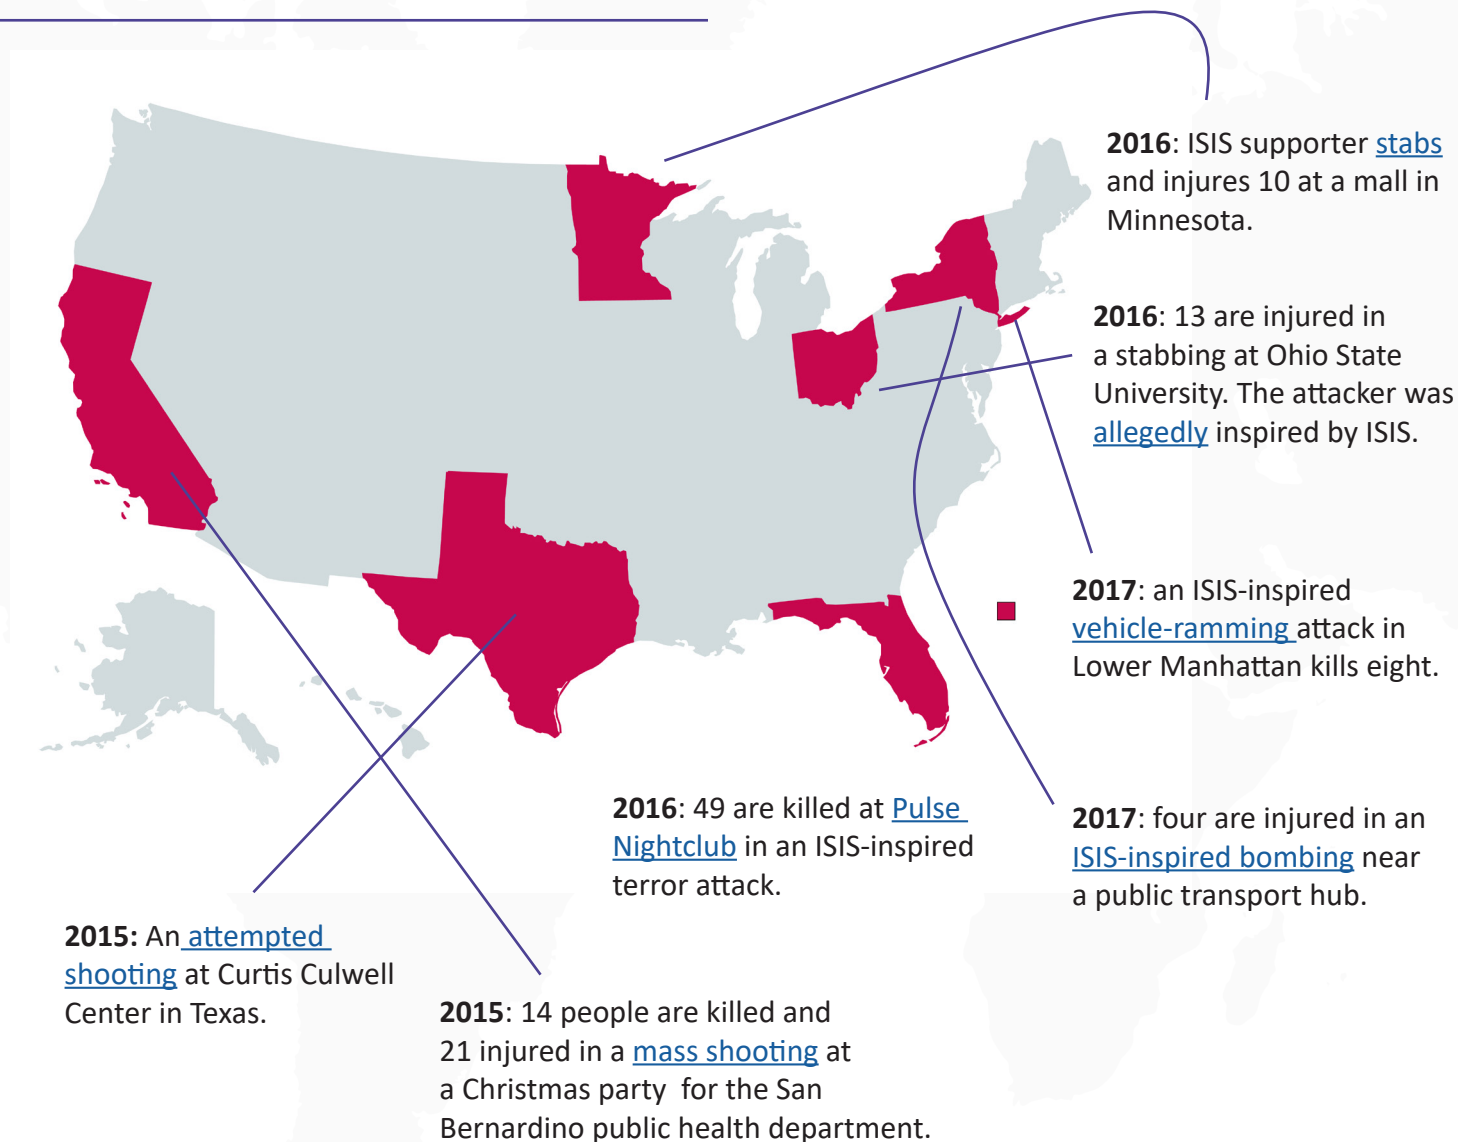 2016: ISIS supporter stabs
and injures 10 at a mall in
Minnesota.
2016: 13 are injured in
a stabbing at Ohio State
University. The attacker was
allegedly inspired by ISIS.
2017: an ISIS-inspired
vehicle-ramming attack in
Lower Manhattan kills eight.
2017: four are injured in an
ISIS-inspired bombing near
a public transport hub.
2016: 49 are killed at Pulse
Nightclub in an ISIS-inspired
terror attack.
2015: An attempted
shooting at Curtis Culwell
Center in Texas.
2015: 14 people are killed and
21 injured in a mass shooting at
a Christmas party for the San
Bernardino public health department.